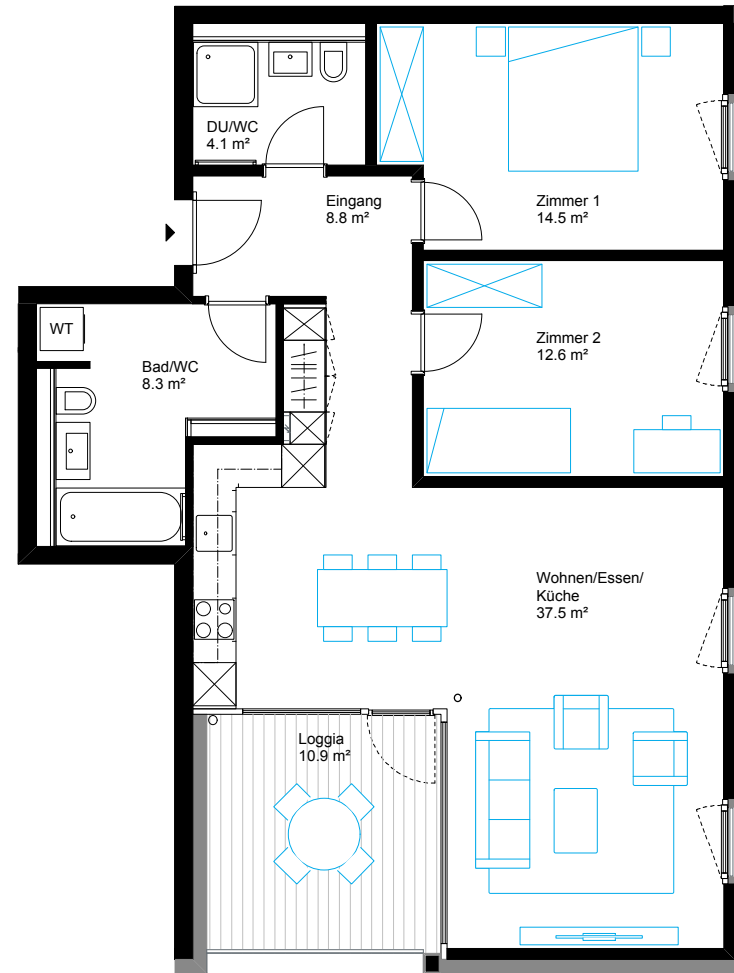 DU/WC
4.1 m²
Eingang
8.8 m²
Zimmer 1
14.5 m²
WT
Bad/WC
8.3 m²
Zimmer 2
12.6 m²
Wohnen/Essen/
Küche
37.5 m²
Loggia
10.9 m²